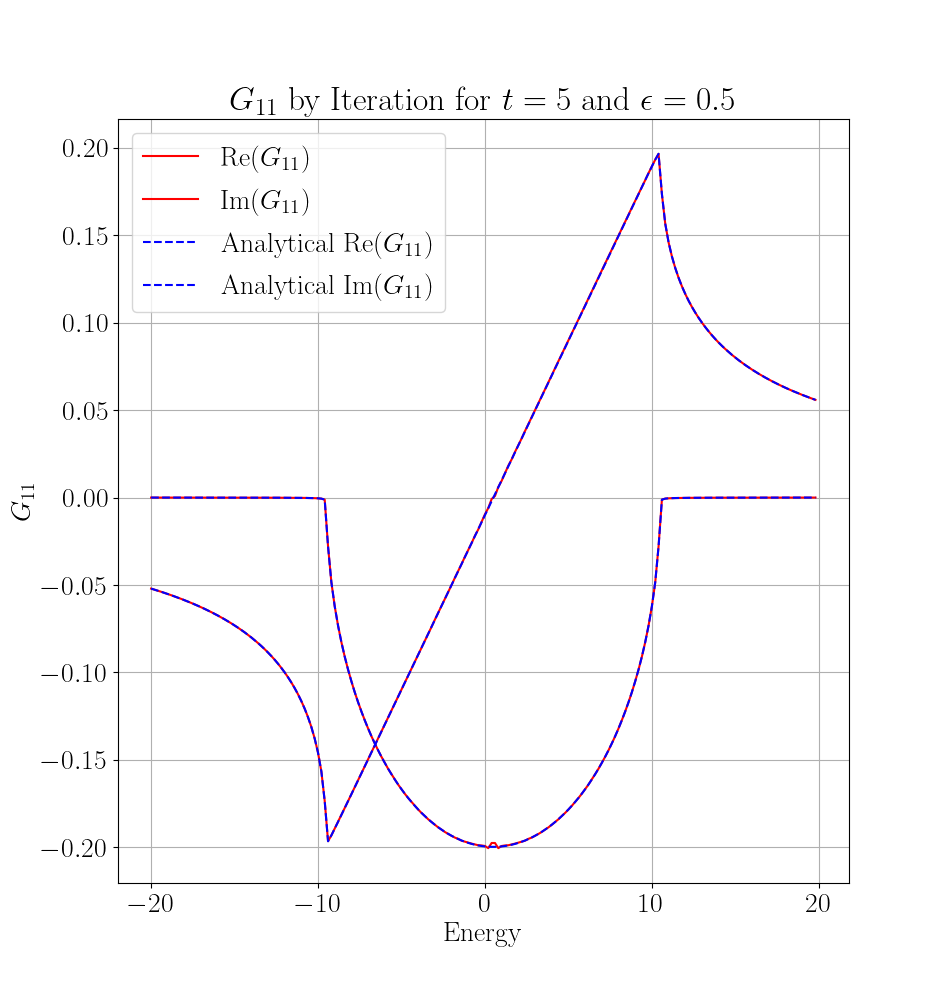 G₁₁ by Iteration for t = 5 and ϵ = 0.5
Re(G₁₁)
Im(G₁₁)
Analytical Re(G₁₁)
Analytical Im(G₁₁)
0.20
0.15
0.10
0.05
0.00
−0.05
−0.10
−0.15
−0.20
G₁₁
−20
−10
0
10
20
Energy